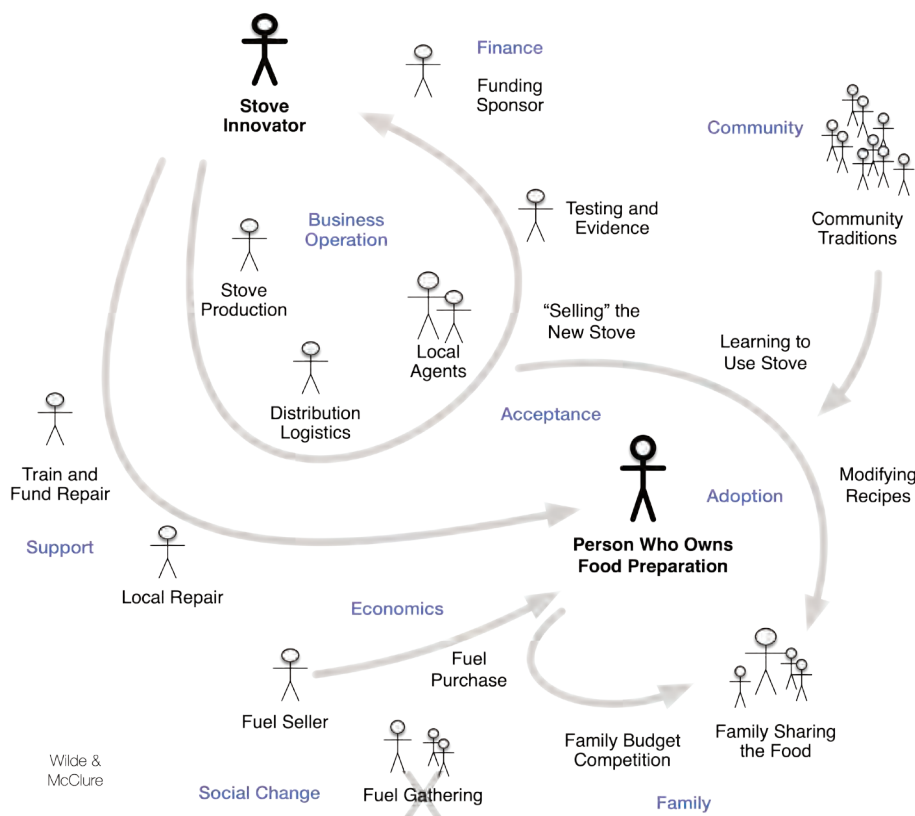 Stove
Innovator
Finance
Funding
Sponsor
Community
Community
Traditions
Testing and
Evidence
Business
Operation
Stove
Production
Local
Agents
Distribution
Logistics
"Selling" the
New Stove
Learning to
Use Stove
Acceptance
Train and
Fund Repair
Support
Local Repair
Modifying
Recipes
Adoption
Person Who Owns
Food Preparation
Economics
Fuel
Purchase
Fuel Seller
Family Budget
Competition
Family Sharing
the Food
Wilde &
McClure
Social Change
Fuel Gathering
Family